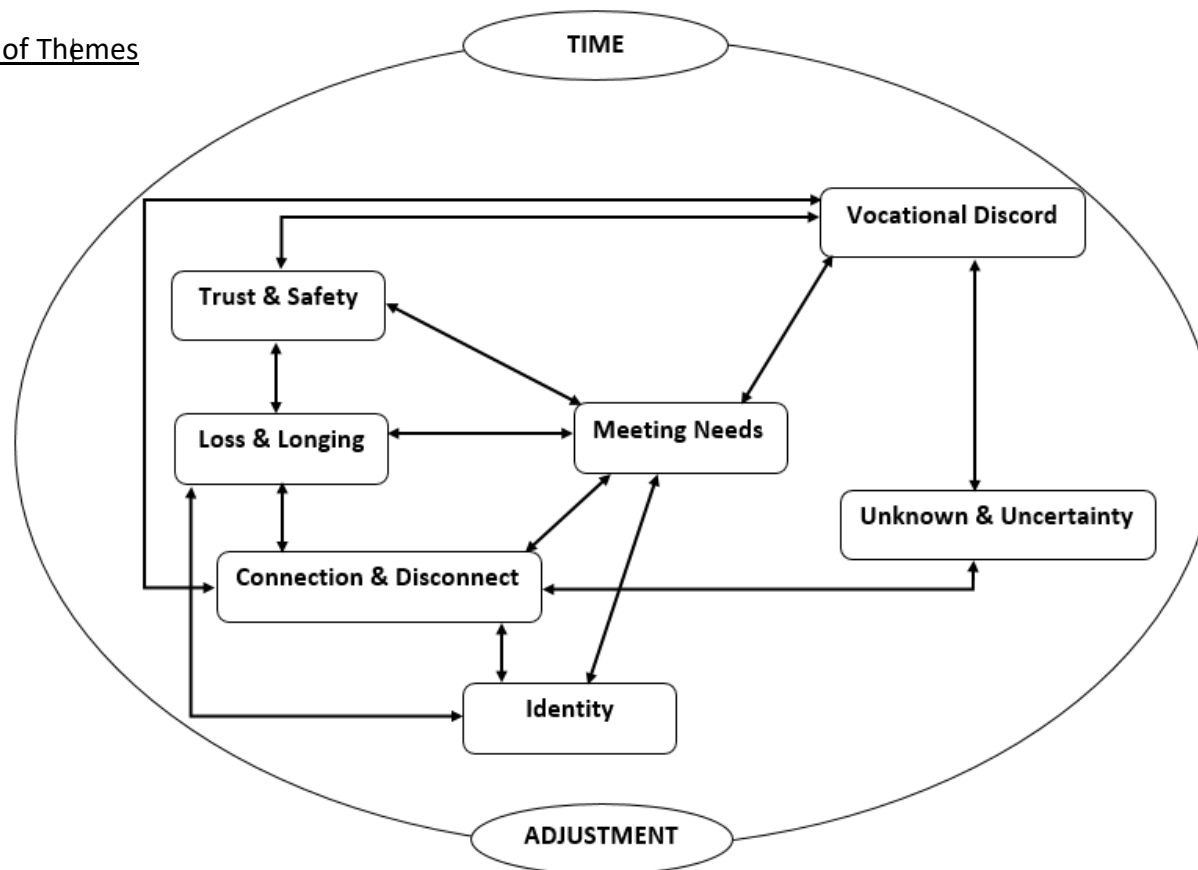 of Themes
TIME
Vocational Discord
Trust & Safety
Meeting Needs
Loss & Longing
Unknown & Uncertainty
Connection & Disconnect
Identity
ADJUSTMENT